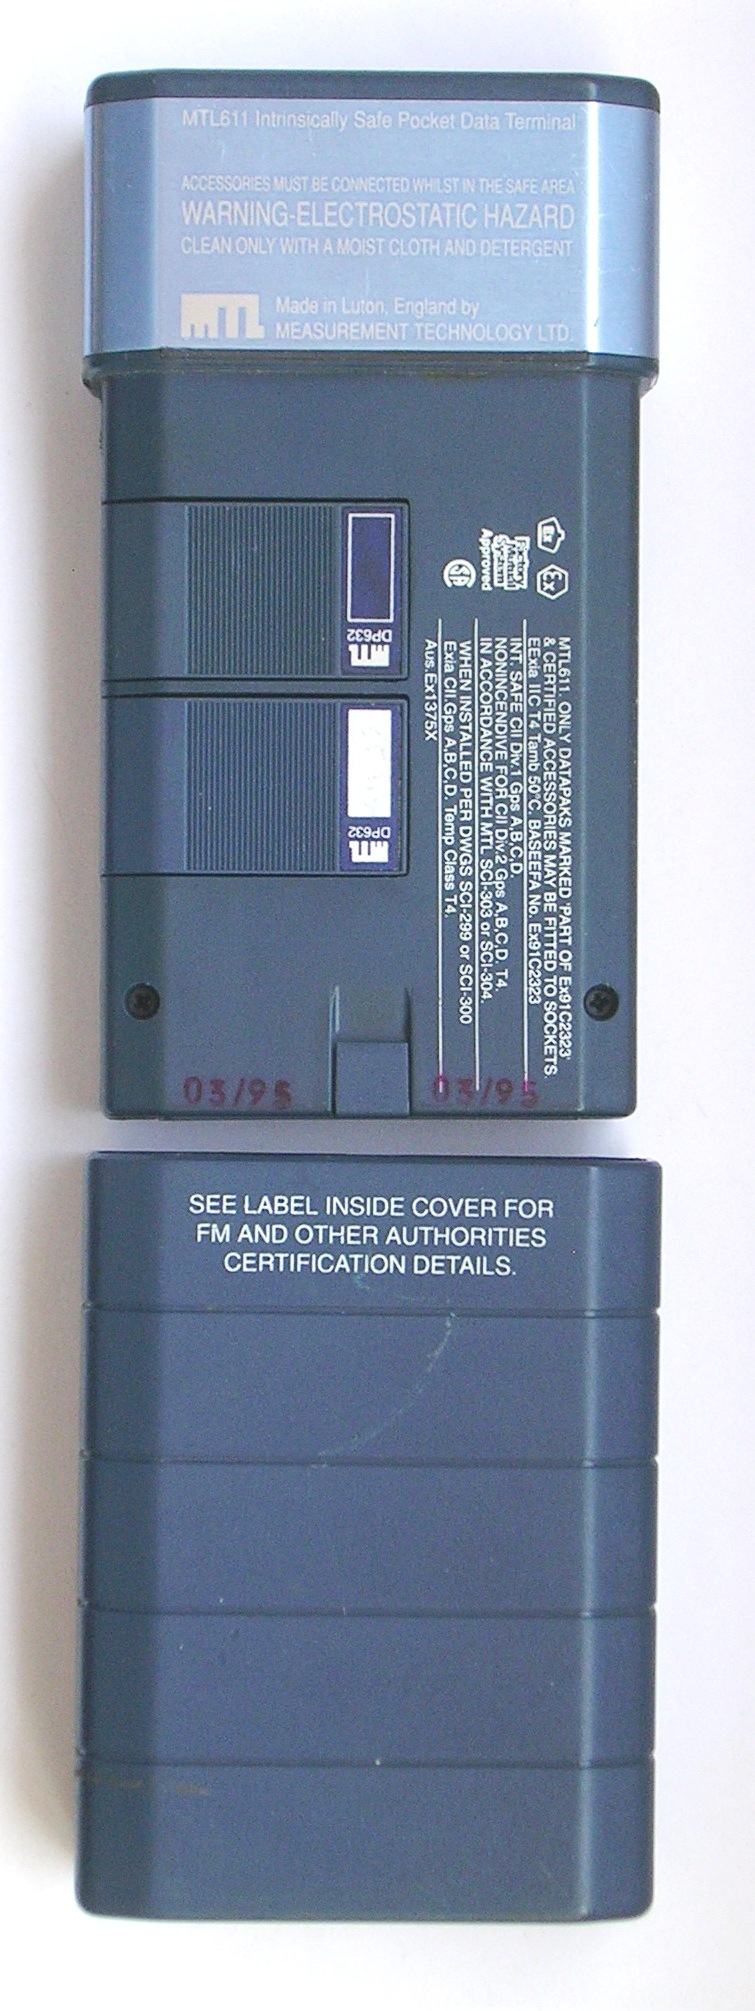 MTL611 Intrinsically Safe Pocket Data Terminal
ACCESSORIES MUST BE CONNECTED WHILST IN THE SAFE AREA
WARNING-ELECTROSTATIC HAZARD
CLEAN ONLY WITH A MOIST CLOTH AND DETERGENT
MTL
Made in Luton, England by
MEASUREMENT TECHNOLOGY LTD.
MTL DP632
MTL DP632
Ex
Ex
Approved
MTL611. ONLY DATAPAKS MARKED 'PART OF Ex91C2323'
& CERTIFIED ACCESSORIES MAY BE FITTED TO SOCKETS.
EExia IIC T4 Tamb 50°C. BASEEFA No. Ex91C2323
INT. SAFE CII Div.1 Gps A,B,C,D.
NONINCENDIVE FOR CII Div.2 Gps A,B,C,D. T4.
IN ACCORDANCE WITH MTL SCI-303 or SCI-304.
WHEN INSTALLED PER DWGS SCI-299 or SCI-300
Exia CII Gps A,B,C,D. Temp Class T4.
Aus.Ex1375X
03/95
03/95
SEE LABEL INSIDE COVER FOR
FM AND OTHER AUTHORITIES
CERTIFICATION DETAILS.